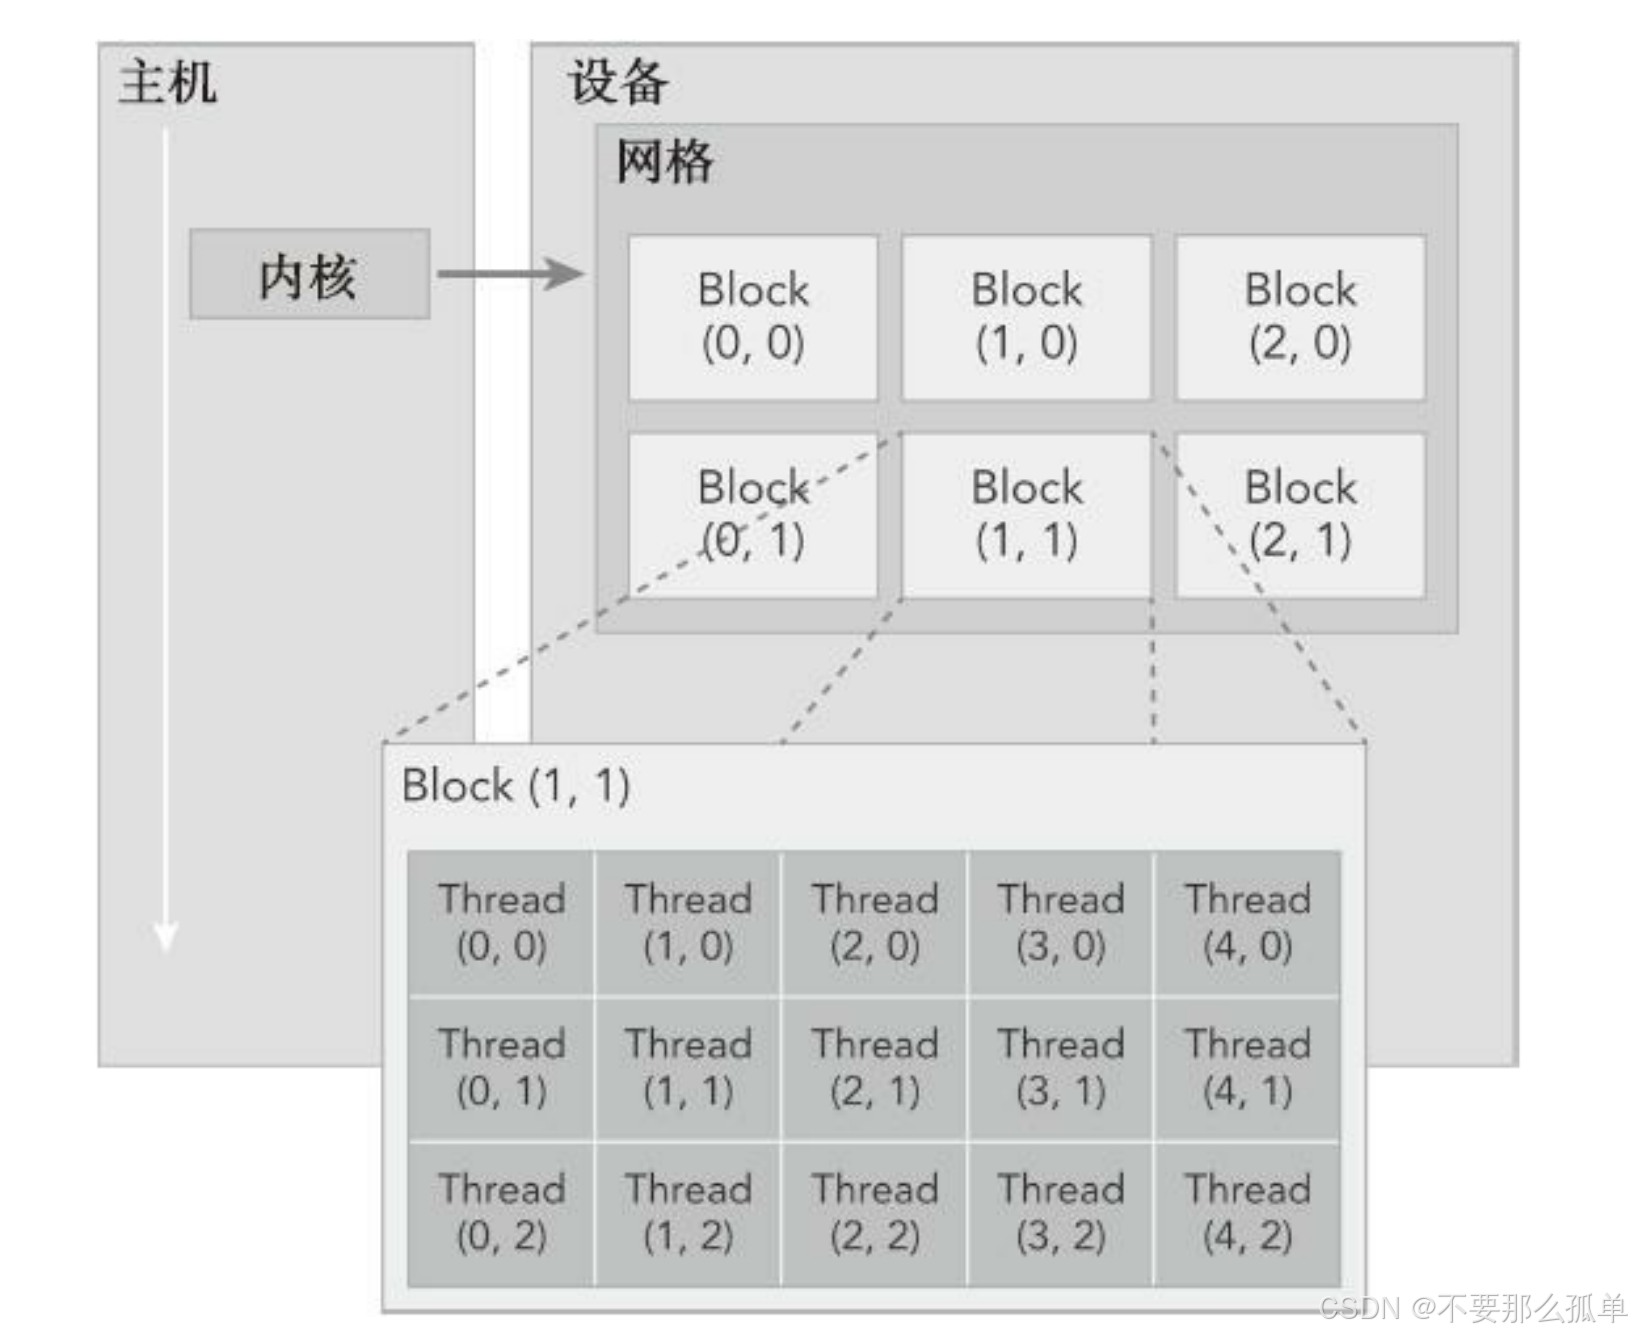 主机
设备
网格
内核
Block
(0, 0)
Block
(1, 0)
Block
(2, 0)
Block
(0, 1)
Block
(1, 1)
Block
(2, 1)
Block (1, 1)
Thread
(0, 0)
Thread
(1, 0)
Thread
(2, 0)
Thread
(3, 0)
Thread
(4, 0)
Thread
(0, 1)
Thread
(1, 1)
Thread
(2, 1)
Thread
(3, 1)
Thread
(4, 1)
Thread
(0, 2)
Thread
(1, 2)
Thread
(2, 2)
Thread
(3, 2)
Thread
(4, 2)
CSDN @不要那么孤单